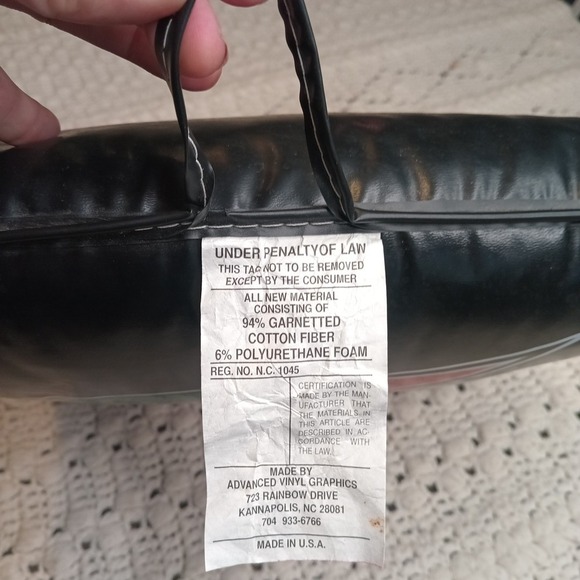 UNDER PENALTY OF LAW
THIS TAG NOT TO BE REMOVED
EXCEPT BY THE CONSUMER
ALL NEW MATERIAL
CONSISTING OF
94% GARNETTED
COTTON FIBER
6% POLYURETHANE FOAM
REG. NO. N.C. 1045
CERTIFICATION IS
MADE BY THE MAN-
UFACTURER THAT
THE MATERIALS IN
THIS ARTICLE ARE
DESCRIBED IN AC-
CORDANCE WITH
THE LAW.
MADE BY
ADVANCED VINYL GRAPHICS
723 RAINBOW DRIVE
KANNAPOLIS, NC 28081
704 933-6766
MADE IN U.S.A.